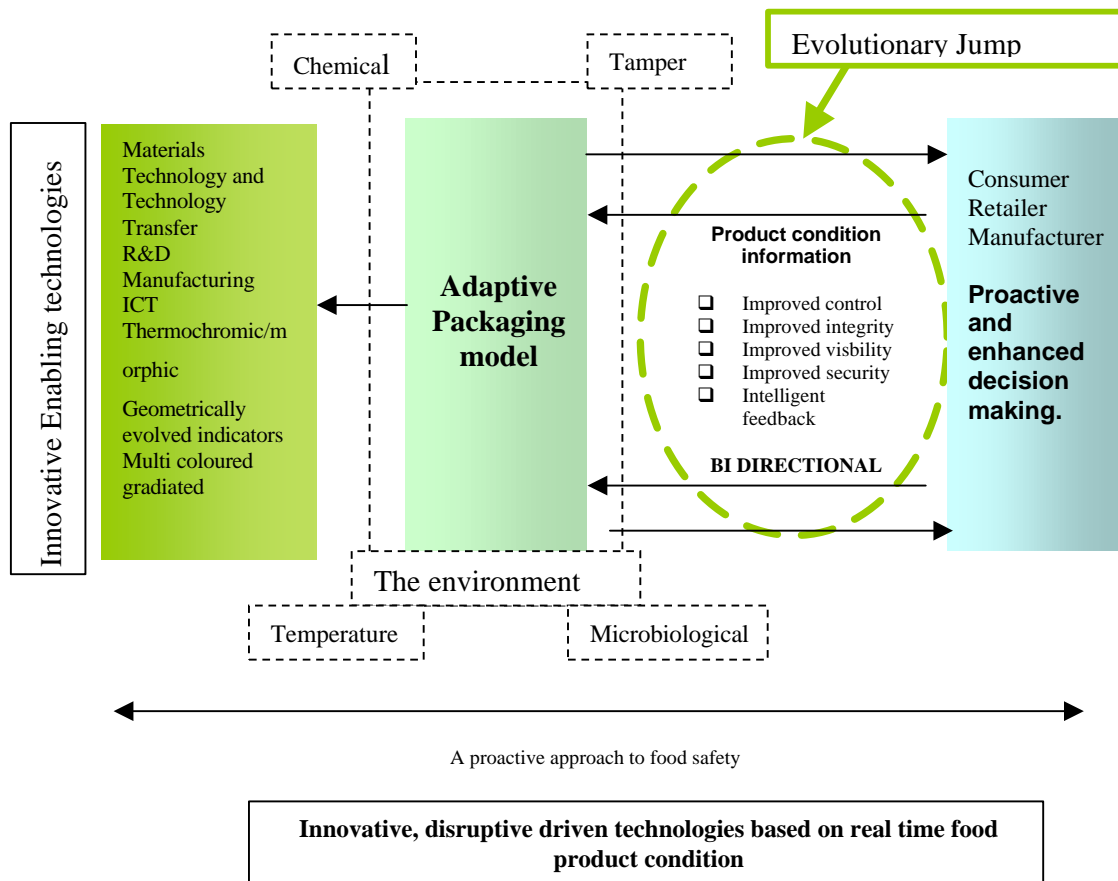 Evolutionary Jump
Chemical
Tamper
Innovative Enabling technologies
Materials
Technology and
Technology
Transfer
R&D
Manufacturing
ICT
Thermochromic/m
orphic
Geometrically
evolved indicators
Multi coloured
gradiated
Adaptive
Packaging
model
Product condition
information
❑ Improved control
❑ Improved integrity
❑ Improved visbility
❑ Improved security
❑ Intelligent
feedback
BI DIRECTIONAL
Consumer
Retailer
Manufacturer
Proactive
and
enhanced
decision
making.
The environment
Temperature
Microbiological
A proactive approach to food safety
Innovative, disruptive driven technologies based on real time food
product condition